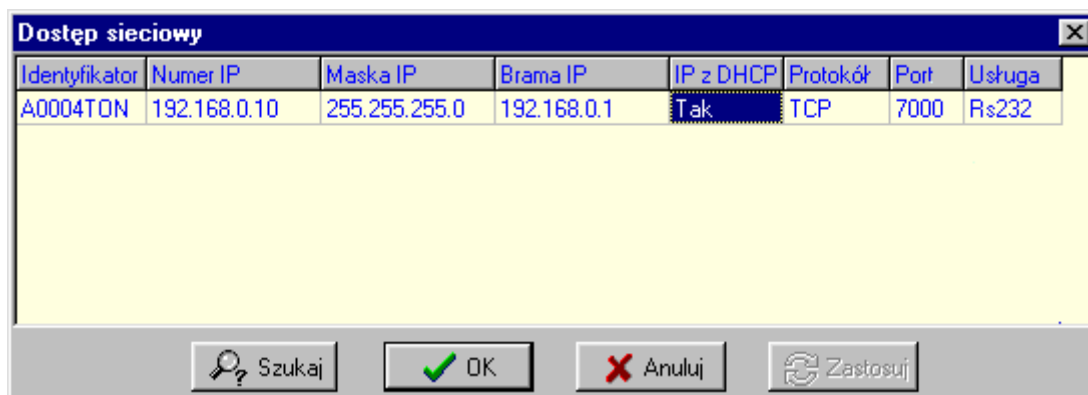 Dostęp sieciowy
Identyfikator Numer IP Maska IP Brama IP IP z DHCP Protokół Port Usługa
A0004TON 192.168.0.10 255.255.255.0 192.168.0.1 Tak TCP 7000 Rs232
Szukaj OK Anuluj Zastosuj